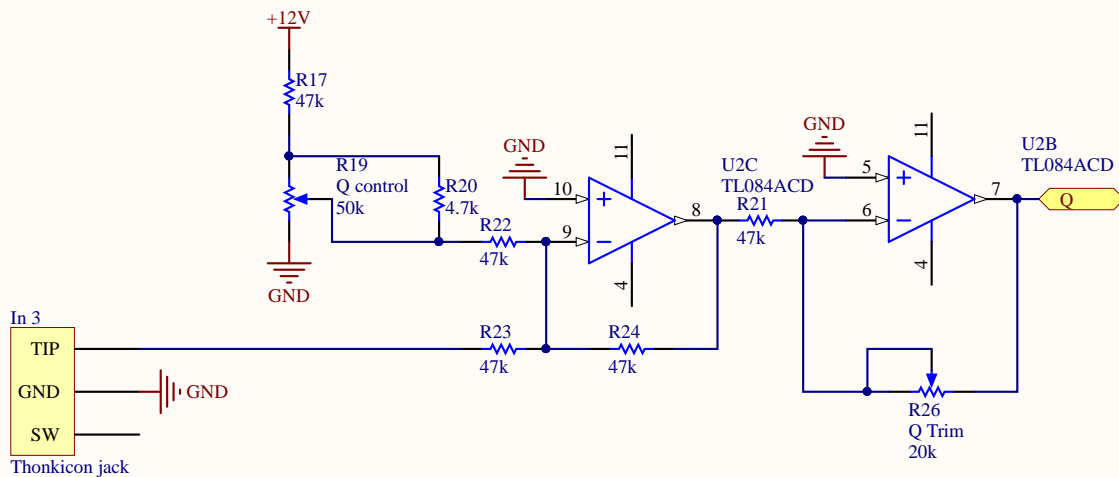 +12V
R17
47k
R19
Q control
50k
R20
4.7k
GND
R22
47k
GND
10
9
11
4
8
U2C
TL084ACD
R21
47k
GND
5
6
11
4
7
U2B
TL084ACD
Q
In 3
TIP
GND
SW
GND
Thonkicon jack
R23
47k
R24
47k
R26
Q Trim
20k